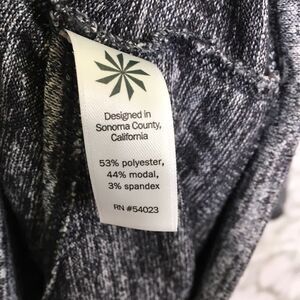 Designed in
Sonoma County,
California
53% polyester,
44% modal,
3% spandex
RN #54023